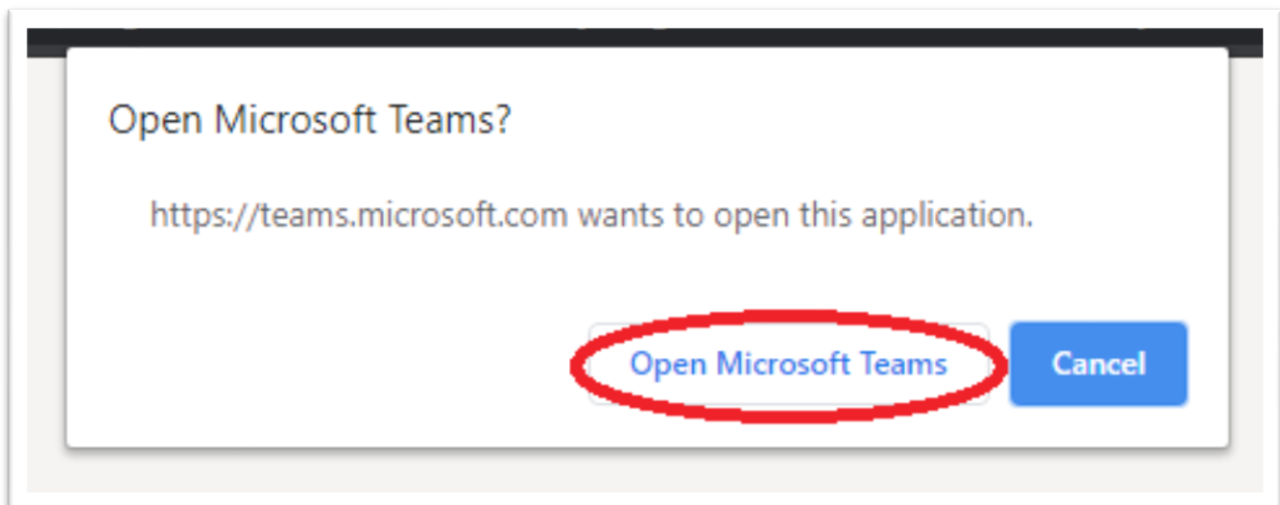 Open Microsoft Teams?
https://teams.microsoft.com wants to open this application.
Open Microsoft Teams Cancel